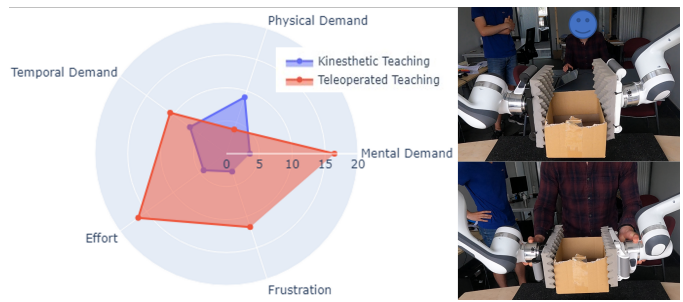 Physical Demand
Kinesthetic Teaching
Teleoperated Teaching
Temporal Demand
Mental Demand
0 5 10 15 20
Effort
Frustration